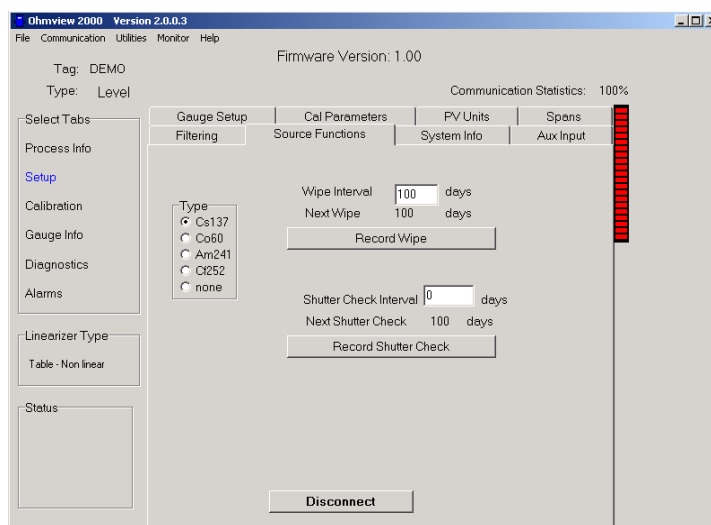 Ohmview 2000 Version 2.0.0.3
File Communication Utilities Monitor Help
Firmware Version: 1.00
Tag: DEMO
Type: Level
Communication Statistics: 100%
Select Tabs
Process Info
Setup
Calibration
Gauge Info
Diagnostics
Alarms
Linearizer Type
Table - Non linear
Status
Gauge Setup Cal Parameters PV Units Spans
Filtering Source Functions System Info Aux Input
Type
Cs137
Co60
Am241
Cf252
none
Wipe Interval 100 days
Next Wipe 100 days
Record Wipe
Shutter Check Interval 0 days
Next Shutter Check 100 days
Record Shutter Check
Disconnect